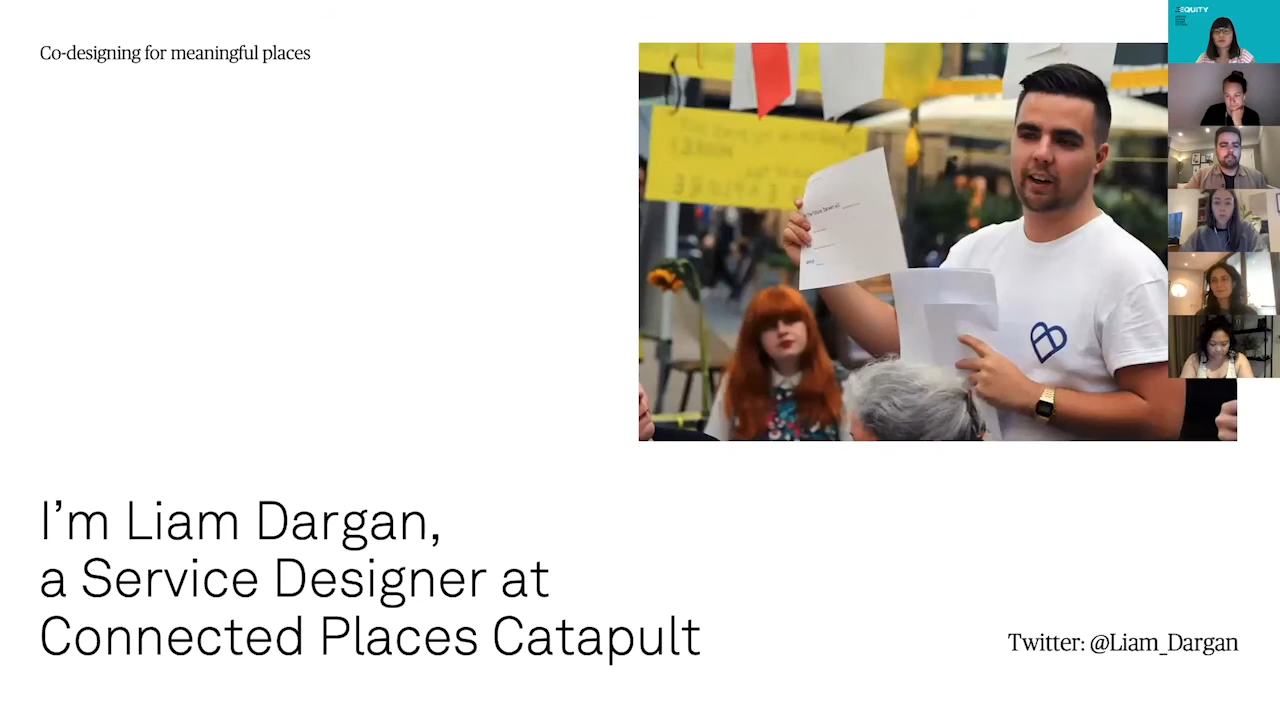 Co-designing for meaningful places
EQUITY
I’m Liam Dargan,
a Service Designer at
Connected Places Catapult
Twitter: @Liam_Dargan